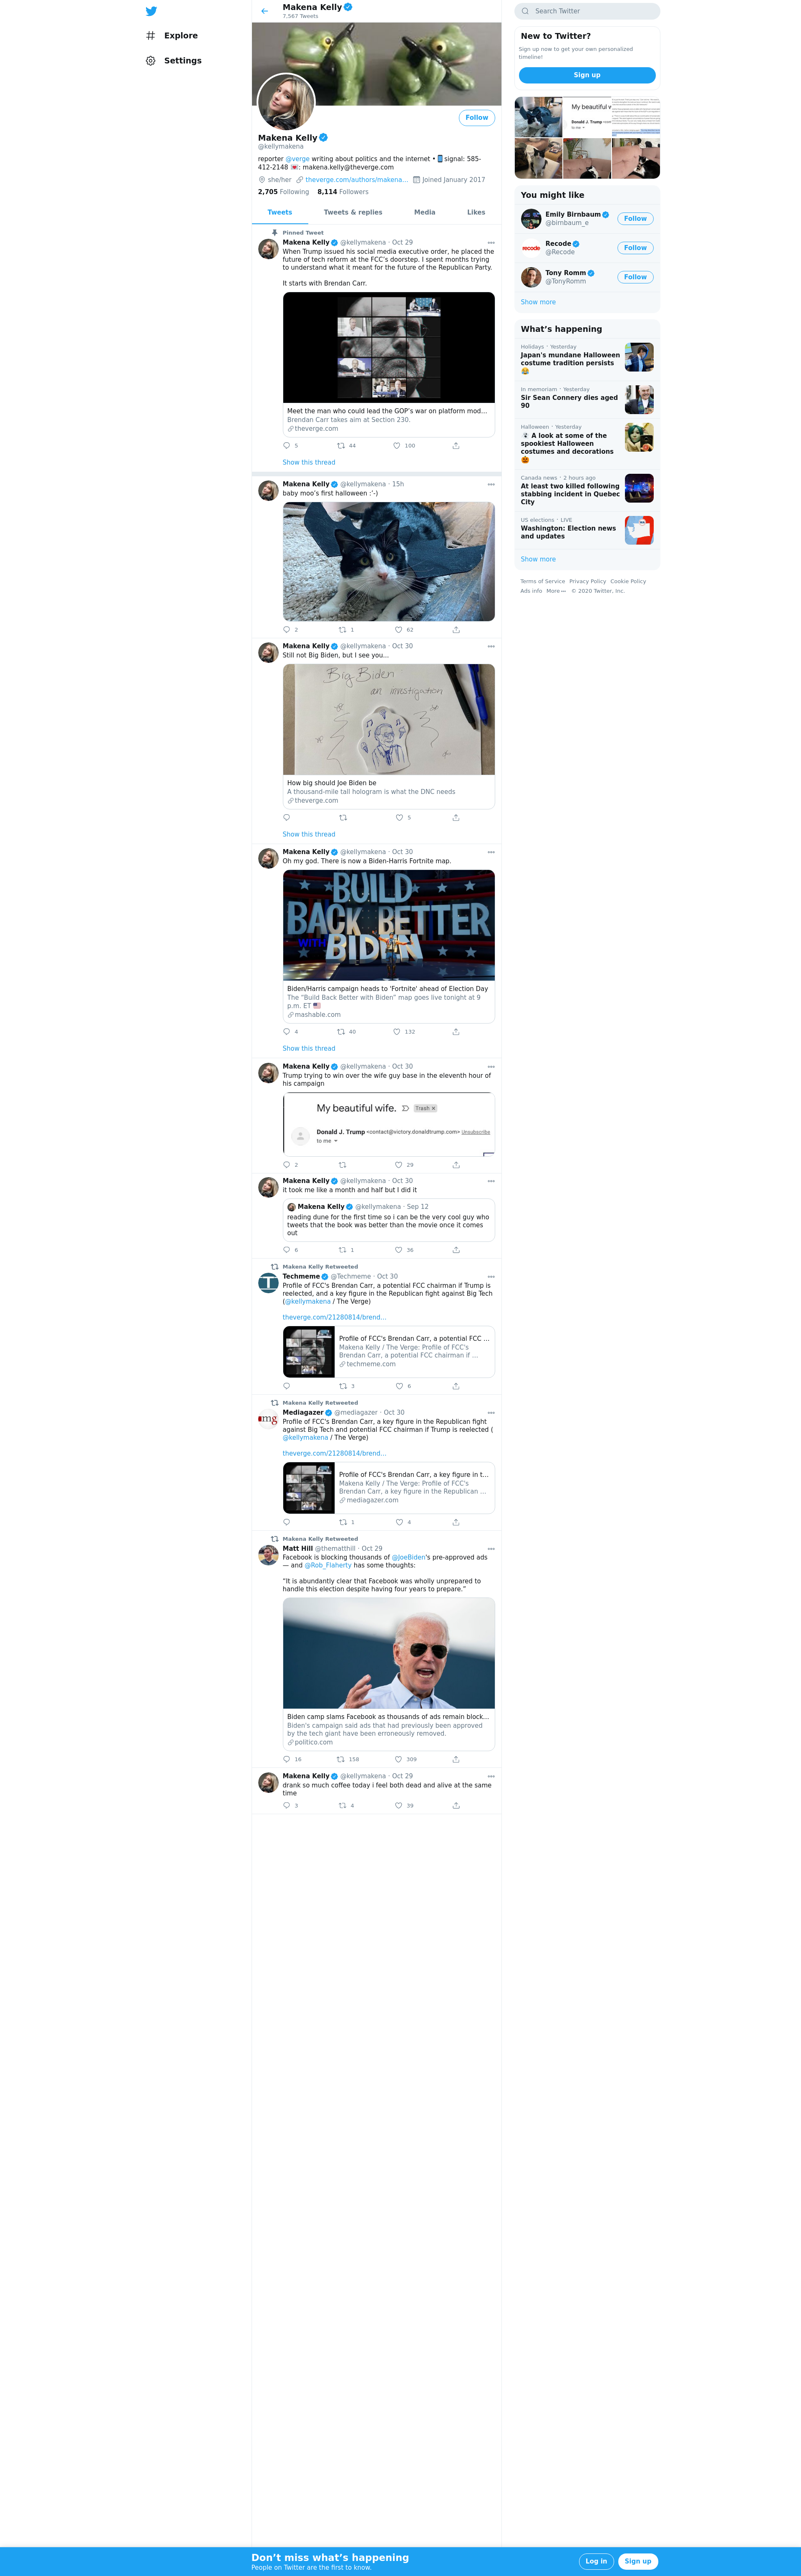 Makena Kelly
7,567 Tweets
Explore
Settings
Follow
Makena Kelly
@kellymakena
reporter @verge writing about politics and the internet • 📱signal: 585-
412-2148 💌: makena.kelly@theverge.com
she/her theverge.com/authors/makena… Joined January 2017
2,705 Following 8,114 Followers
Tweets Tweets & replies Media Likes
Pinned Tweet
Makena Kelly @kellymakena · Oct 29
When Trump issued his social media executive order, he placed the
future of tech reform at the FCC's doorstep. I spent months trying
to understand what it meant for the future of the Republican Party.
It starts with Brendan Carr.
Meet the man who could lead the GOP's war on platform mod…
Brendan Carr takes aim at Section 230.
theverge.com
5 44 100
Show this thread
Makena Kelly @kellymakena · 15h
baby moo's first halloween :'-)
2 1 62
Makena Kelly @kellymakena · Oct 30
Still not Big Biden, but I see you...
Big Biden
an investigation
How big should Joe Biden be
A thousand-mile tall hologram is what the DNC needs
theverge.com
5
Show this thread
Makena Kelly @kellymakena · Oct 30
Oh my god. There is now a Biden-Harris Fortnite map.
BUILD
BACK BETTER
WITH BIDEN
Biden/Harris campaign heads to 'Fortnite' ahead of Election Day
The "Build Back Better with Biden" map goes live tonight at 9
p.m. ET 🇺🇸
mashable.com
4 40 132
Show this thread
Makena Kelly @kellymakena · Oct 30
Trump trying to win over the wife guy base in the eleventh hour of
his campaign
My beautiful wife. Trash ×
Donald J. Trump <contact@victory.donaldtrump.com> Unsubscribe
to me
2 29
Makena Kelly @kellymakena · Oct 30
it took me like a month and half but I did it
Makena Kelly @kellymakena · Sep 12
reading dune for the first time so i can be the very cool guy who
tweets that the book was better than the movie once it comes
out
6 1 36
Makena Kelly Retweeted
Techmeme @Techmeme · Oct 30
Profile of FCC's Brendan Carr, a potential FCC chairman if Trump is
reelected, and a key figure in the Republican fight against Big Tech
(@kellymakena / The Verge)
theverge.com/21280814/brend…
Profile of FCC's Brendan Carr, a potential FCC …
Makena Kelly / The Verge: Profile of FCC's
Brendan Carr, a potential FCC chairman if …
techmeme.com
3 6
Makena Kelly Retweeted
mg
Mediagazer @mediagazer · Oct 30
Profile of FCC's Brendan Carr, a key figure in the Republican fight
against Big Tech and potential FCC chairman if Trump is reelected (
@kellymakena / The Verge)
theverge.com/21280814/brend…
Profile of FCC's Brendan Carr, a key figure in t…
Makena Kelly / The Verge: Profile of FCC's
Brendan Carr, a key figure in the Republican …
mediagazer.com
1 4
Makena Kelly Retweeted
Matt Hill @thematthill · Oct 29
Facebook is blocking thousands of @JoeBiden's pre-approved ads
— and @Rob_Flaherty has some thoughts:
"It is abundantly clear that Facebook was wholly unprepared to
handle this election despite having four years to prepare."
Biden camp slams Facebook as thousands of ads remain block…
Biden's campaign said ads that had previously been approved
by the tech giant have been erroneously removed.
politico.com
16 158 309
Makena Kelly @kellymakena · Oct 29
drank so much coffee today i feel both dead and alive at the same
time
3 4 39
Search Twitter
New to Twitter?
Sign up now to get your own personalized
timeline!
Sign up
My beautiful w
Donald J. Trump
to me
You might like
Emily Birnbaum
@birnbaum_e
Follow
recode
Recode
@Recode
Follow
Tony Romm
@TonyRomm
Follow
Show more
What's happening
Holidays · Yesterday
Japan's mundane Halloween
costume tradition persists
😂
In memoriam · Yesterday
Sir Sean Connery dies aged
90
Halloween · Yesterday
👻 A look at some of the
spookiest Halloween
costumes and decorations
🎃
Canada news · 2 hours ago
At least two killed following
stabbing incident in Quebec
City
US elections · LIVE
Washington: Election news
and updates
Show more
Terms of Service Privacy Policy Cookie Policy
Ads info More ••• © 2020 Twitter, Inc.
Don't miss what's happening
People on Twitter are the first to know.
Log in
Sign up